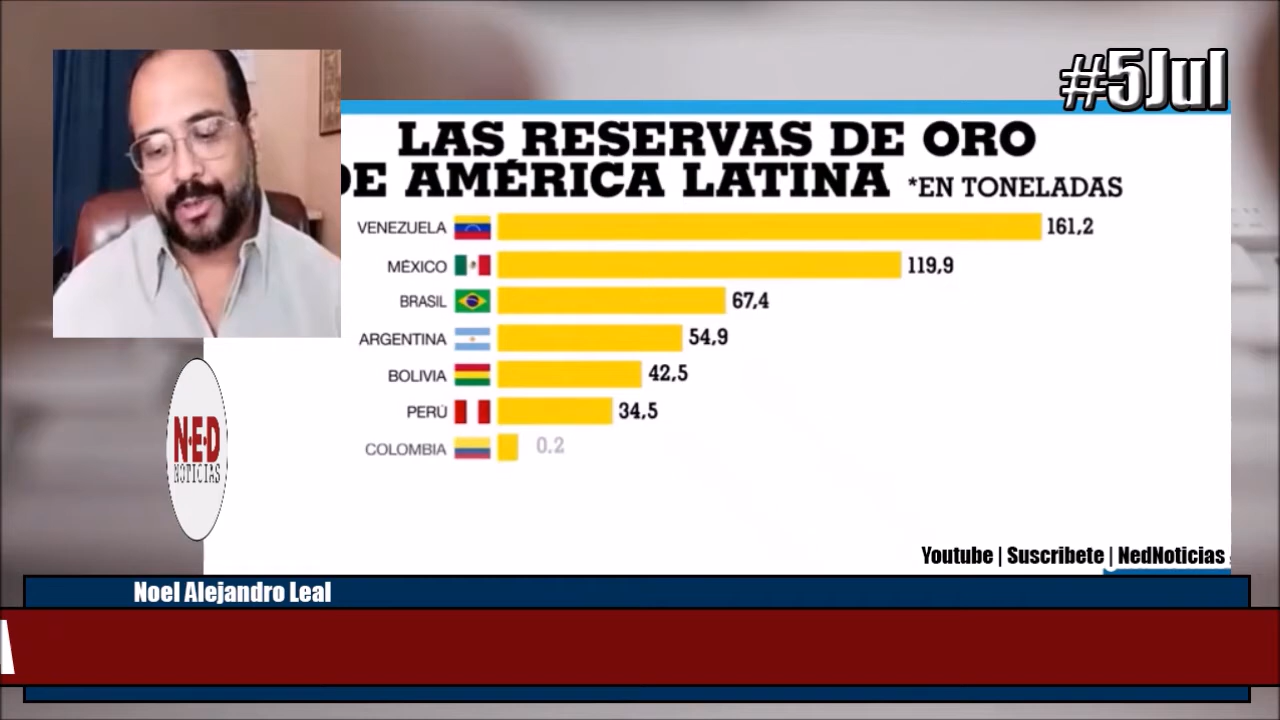 #5Jul
LAS RESERVAS DE ORO
DE AMÉRICA LATINA *EN TONELADAS
VENEZUELA 161,2
MÉXICO 119,9
BRASIL 67,4
ARGENTINA 54,9
BOLIVIA 42,5
PERÚ 34,5
COLOMBIA 0.2
N·E·D
NOTICIAS
Youtube | Suscribete | NedNoticias
Noel Alejandro Leal